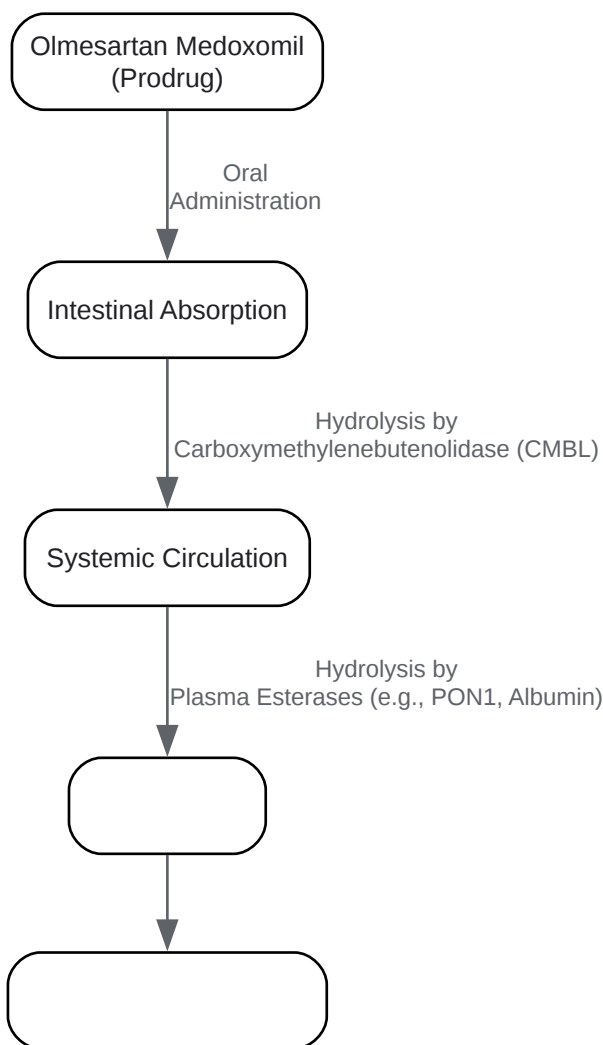 Olmesartan Medoxomil
(Prodrug)
Oral
Administration
Intestinal Absorption
Hydrolysis by
Carboxymethylenebutenolidase (CMBL)
Systemic Circulation
Hydrolysis by
Plasma Esterases (e.g., PON1, Albumin)